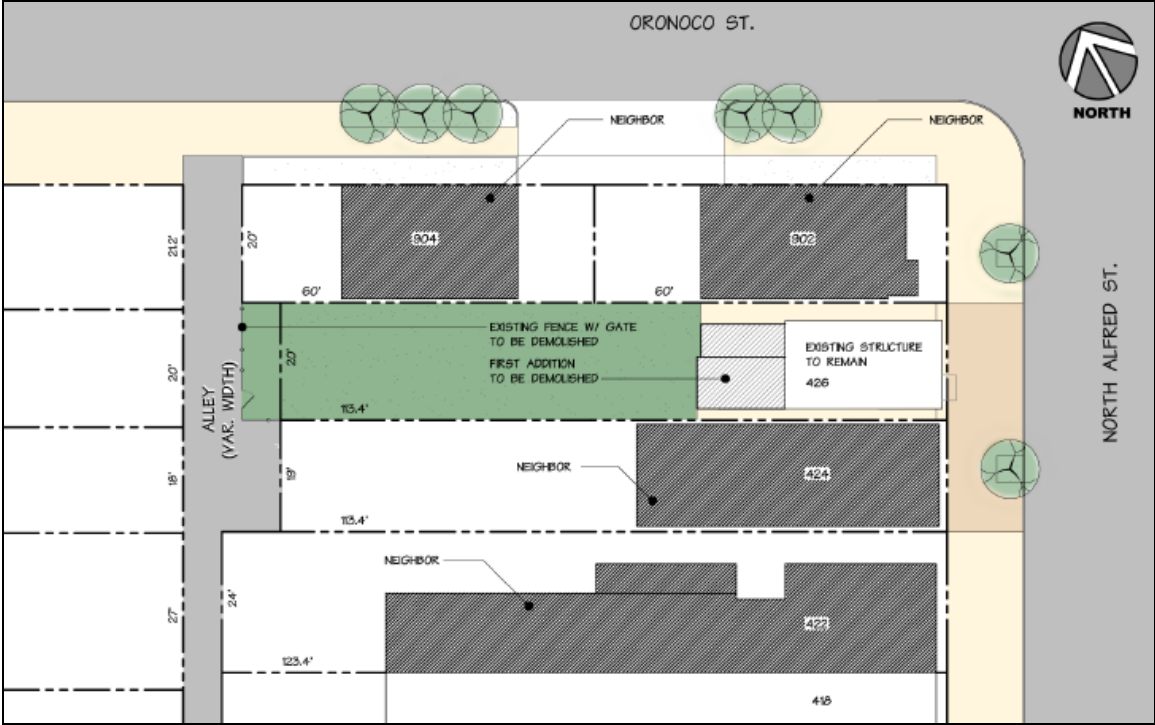 ORONOCO ST.
NORTH
NEIGHBOR
NEIGHBOR
904
902
212'
20'
60'
60'
EXISTING FENCE W/ GATE
TO BE DEMOLISHED
FIRST ADDITION
TO BE DEMOLISHED
EXISTING STRUCTURE
TO REMAIN
426
20'
20'
113.4'
ALLEY
(VAR. WIDTH)
NORTH ALFRED ST.
NEIGHBOR
424
18'
19'
113.4'
NEIGHBOR
422
24'
27'
123.4'
418